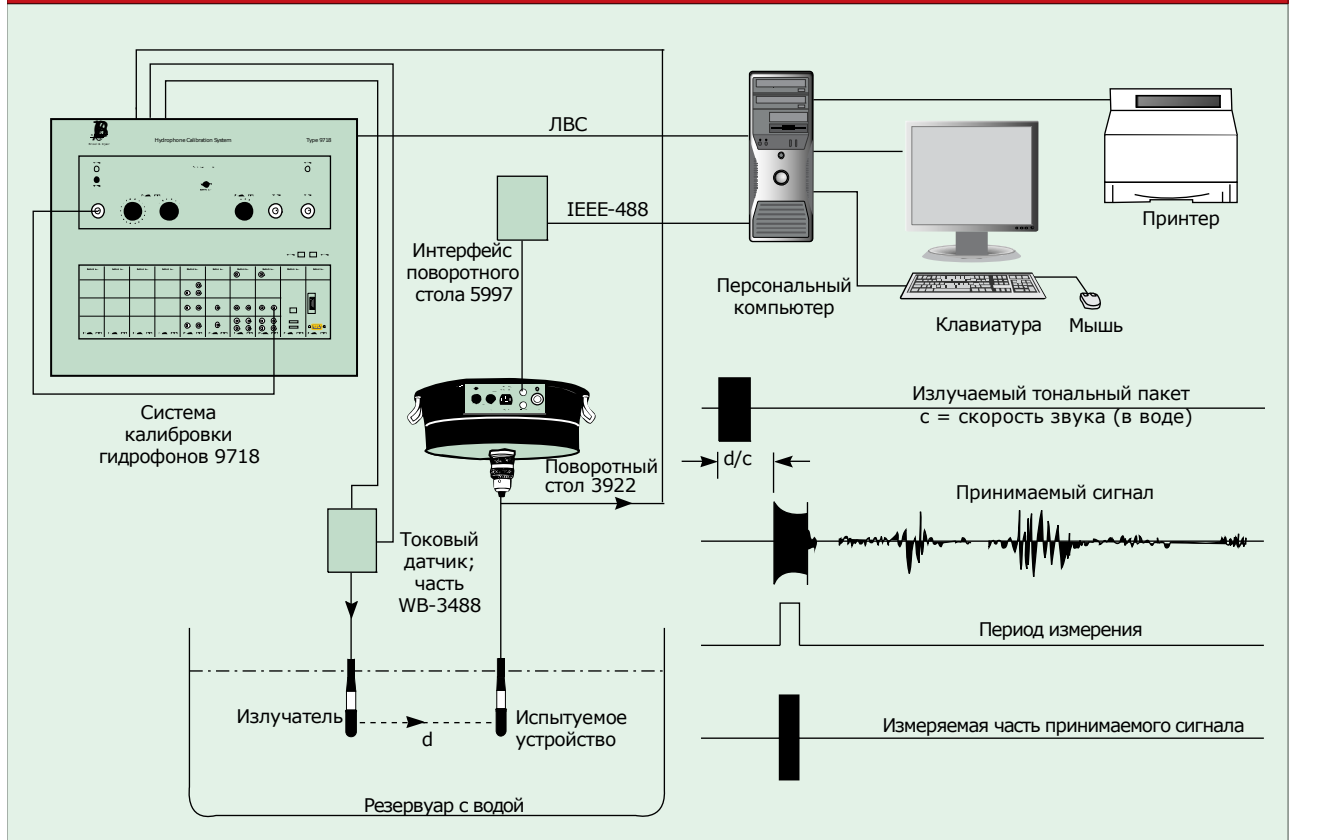 Hydrophone Calibration System
Type 9718
ЛВС
IEEE-488
Интерфейс
поворотного
стола 5997
Персональный
компьютер
Принтер
Клавиатура
Мышь
Система
калибровки
гидрофонов 9718
Поворотный
стол 3922
Токовый
датчик;
часть
WB-3488
Излучатель
d
Испытуемое
устройство
Резервуар с водой
Излучаемый тональный пакет
c = скорость звука (в воде)
d/c
Принимаемый сигнал
Период измерения
Измеряемая часть принимаемого сигнала